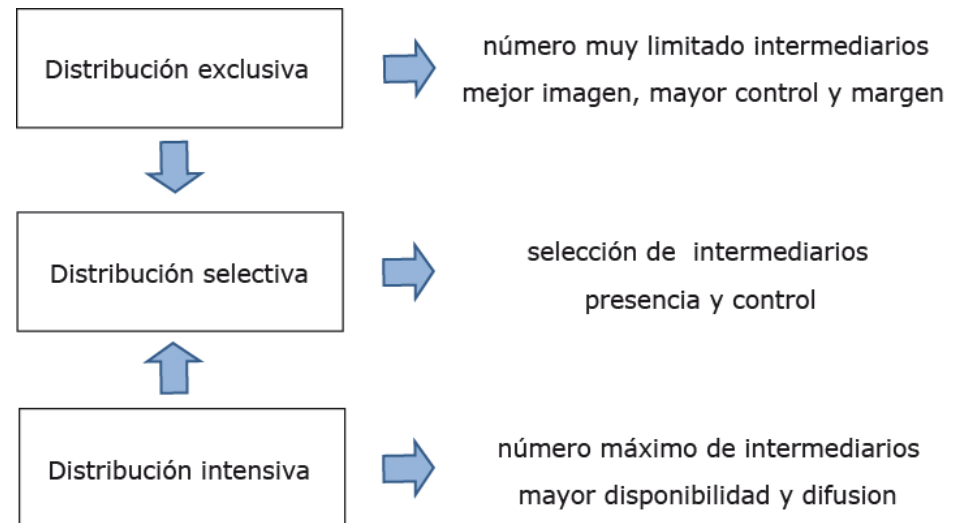 Distribución exclusiva
número muy limitado intermediarios
mejor imagen, mayor control y margen
Distribución selectiva
selección de  intermediarios
presencia y control
Distribución intensiva
número máximo de intermediarios
mayor disponibilidad y difusion